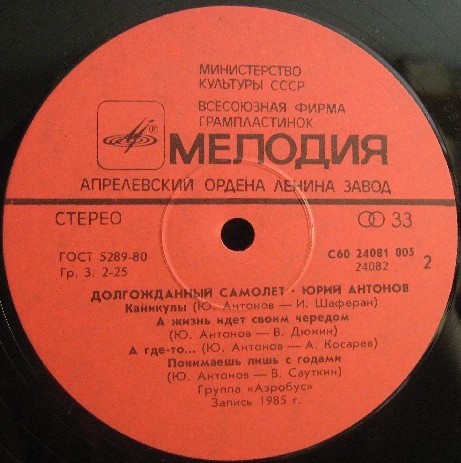 МИНИСТЕРСТВО
КУЛЬТУРЫ СССР
ВСЕСОЮЗНАЯ ФИРМА
ГРАМПЛАСТИНОК
МЕЛОДИЯ
АПРЕЛЕВСКИЙ ОРДЕНА ЛЕНИНА ЗАВОД
СТЕРЕО 33
ГОСТ 5289-80 С60 24081 005
Гр. 3. 2-25 24082 2
ДОЛГОЖДАННЫЙ САМОЛЕТ · ЮРИЙ АНТОНОВ
Каникулы (Ю. Антонов — И. Шаферан)
А жизнь идет своим чередом
(Ю. Антонов — В. Дюнин)
А где-то... (Ю. Антонов — А. Косарев)
Понимаешь лишь с годами
(Ю. Антонов — В. Сауткин)
Группа «Аэробус»
Запись 1985 г.